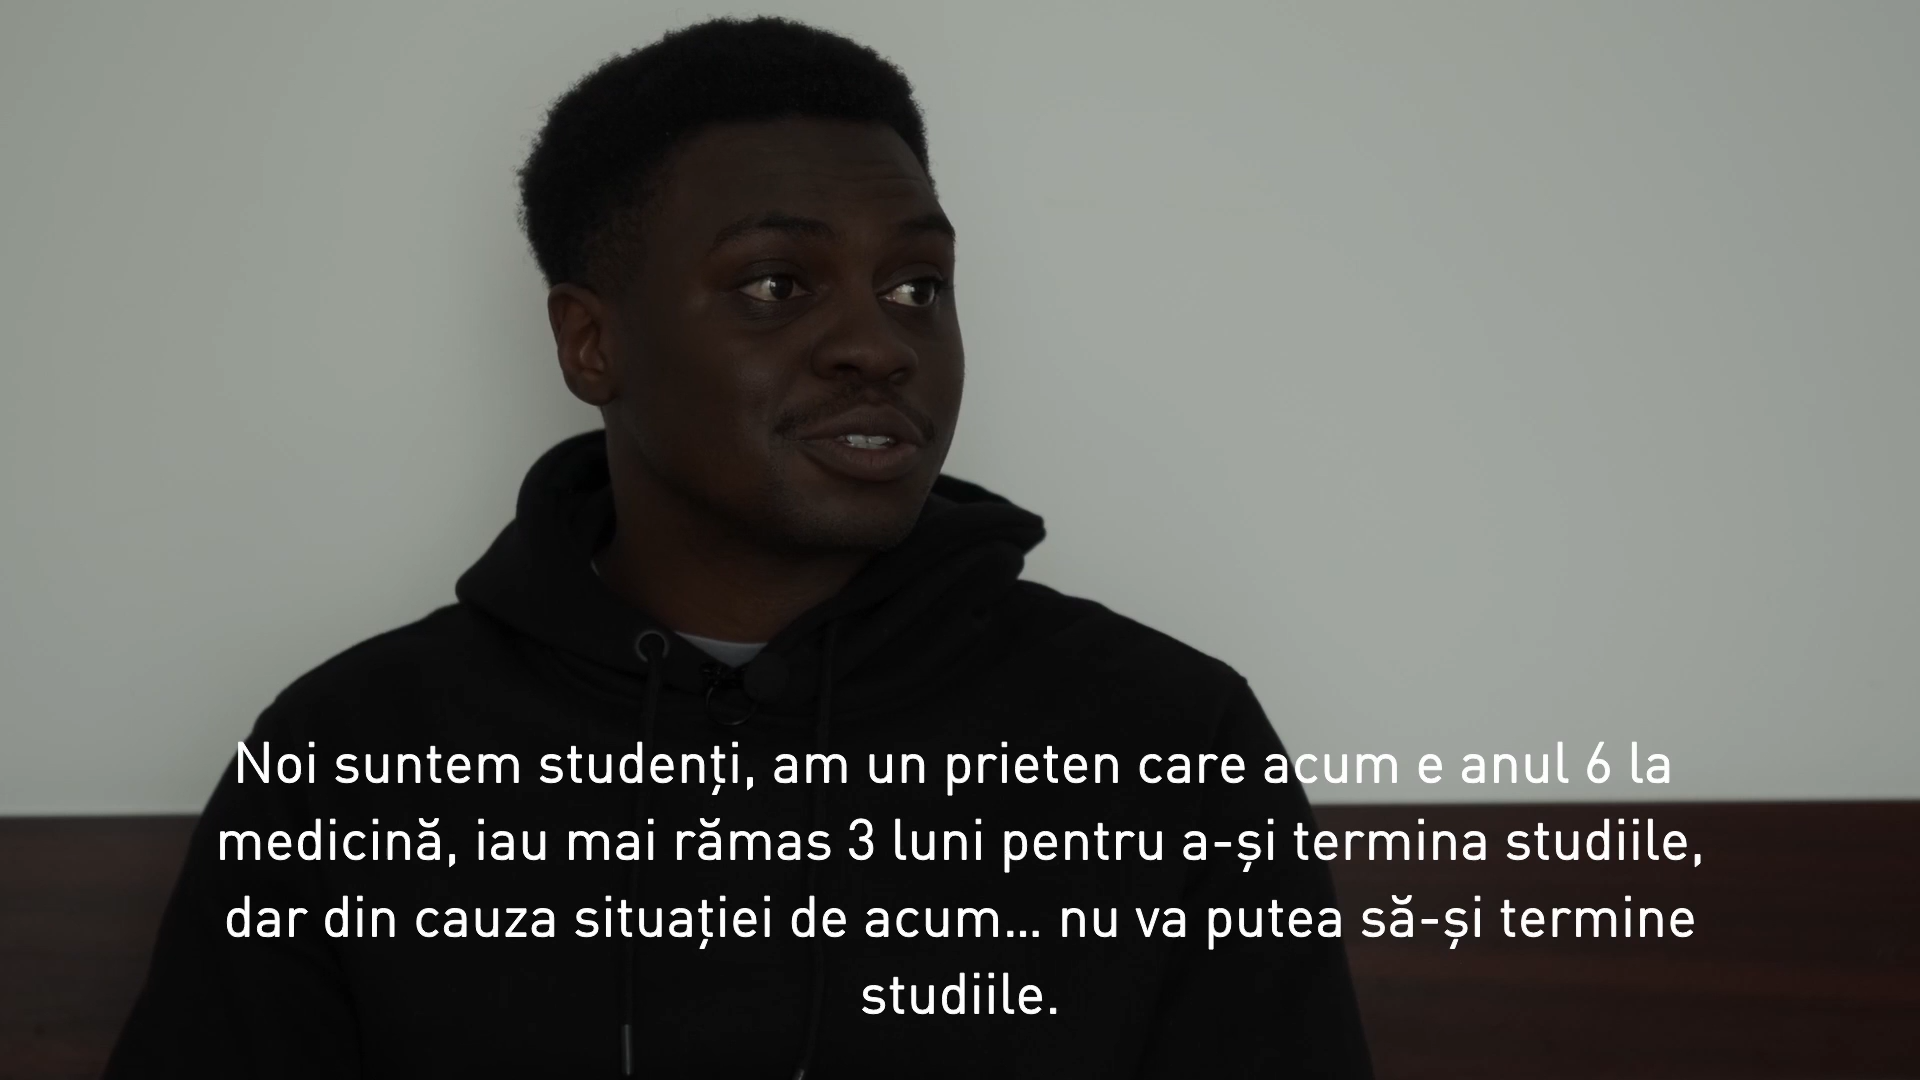 Noi suntem studenți, am un prieten care acum e anul 6 la
medicină, iau mai rămas 3 luni pentru a-și termina studiile,
dar din cauza situației de acum... nu va putea să-și termine
studiile.